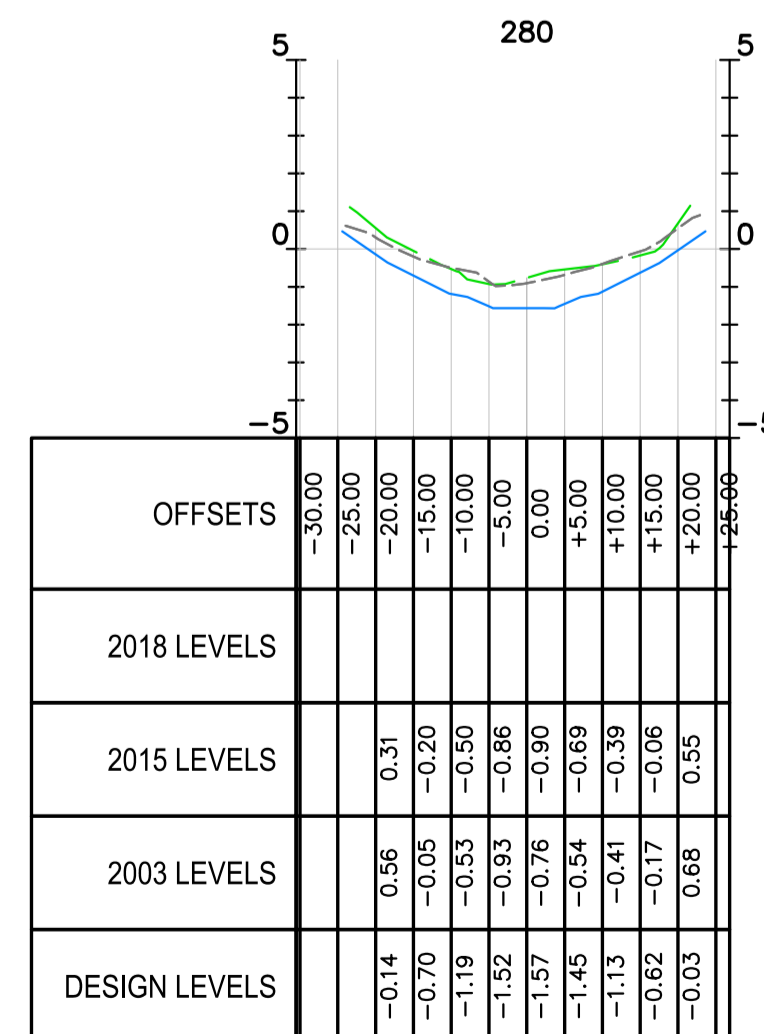 280
5 5
0 0
-5 -5
OFFSETS -30.00 -25.00 -20.00 -15.00 -10.00 -5.00 0.00 +5.00 +10.00 +15.00 +20.00 +25.00
2018 LEVELS
2015 LEVELS 0.31 -0.20 -0.50 -0.86 -0.90 -0.69 -0.39 -0.06 0.55
2003 LEVELS 0.56 -0.05 -0.53 -0.93 -0.76 -0.54 -0.41 -0.17 0.68
DESIGN LEVELS -0.14 -0.70 -1.19 -1.52 -1.57 -1.45 -1.13 -0.62 -0.03